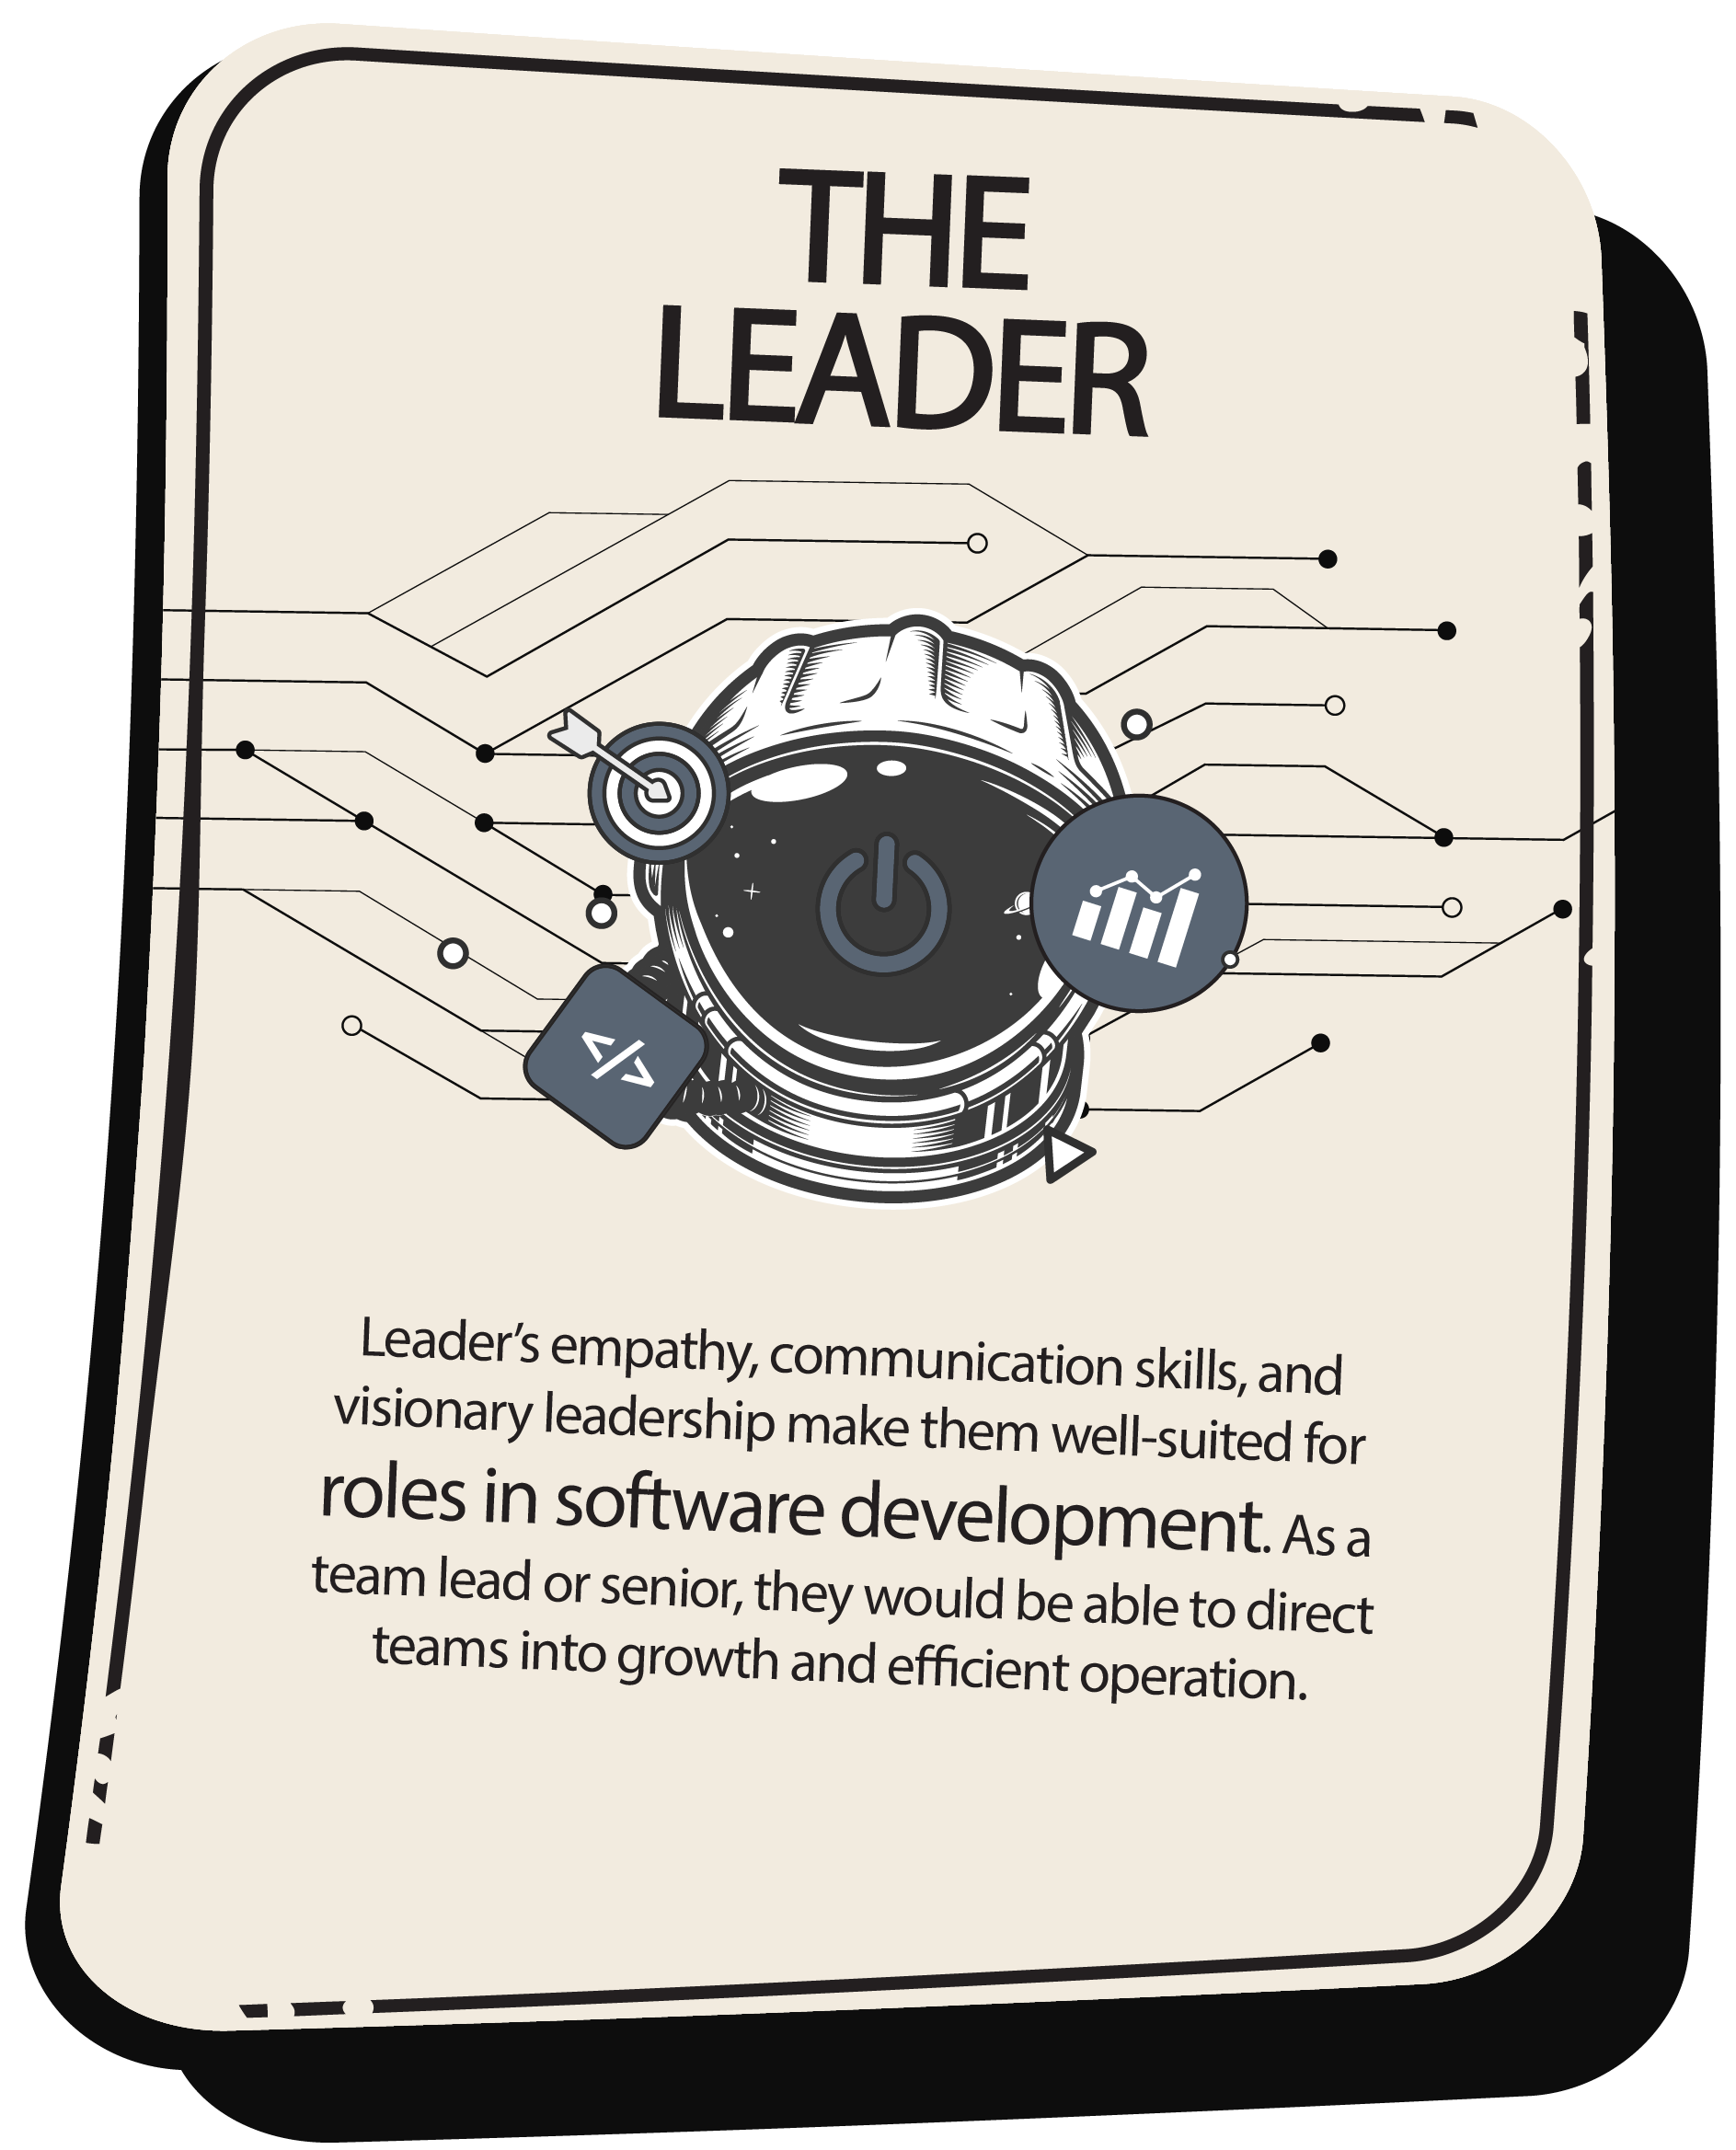 THE
LEADER
</>
Leader’s empathy, communication skills, and
visionary leadership make them well-suited for
roles in software development. As a
team lead or senior, they would be able to direct
teams into growth and efficient operation.